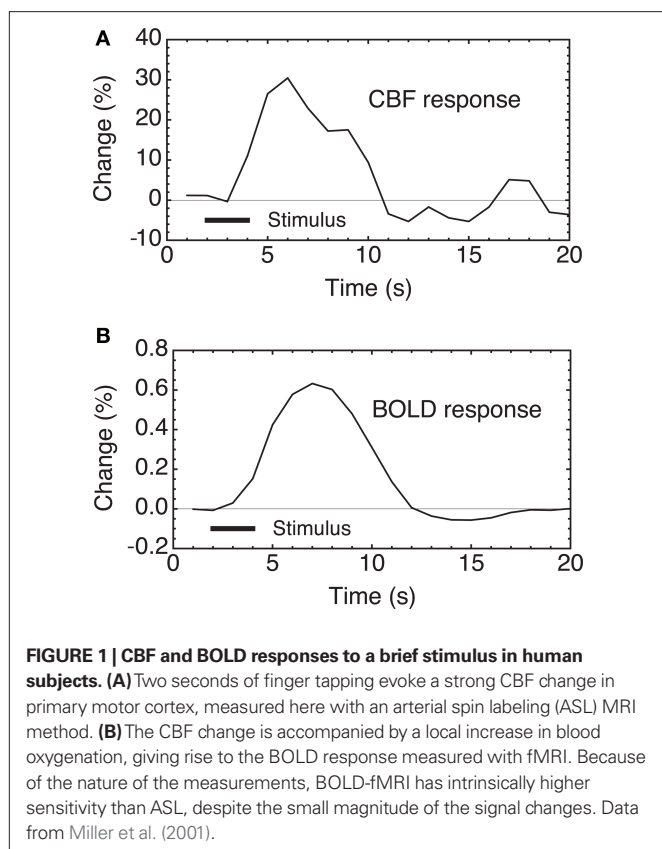 A
40
30
20
10
0
-10
Change (%)
CBF response
Stimulus
0 5 10 15 20
Time (s)
B
0.8
0.6
0.4
0.2
0.0
-0.2
Change (%)
BOLD response
Stimulus
0 5 10 15 20
Time (s)
FIGURE 1 | CBF and BOLD responses to a brief stimulus in human
subjects. (A) Two seconds of finger tapping evoke a strong CBF change in
primary motor cortex, measured here with an arterial spin labeling (ASL) MRI
method. (B) The CBF change is accompanied by a local increase in blood
oxygenation, giving rise to the BOLD response measured with fMRI. Because
of the nature of the measurements, BOLD-fMRI has intrinsically higher
sensitivity than ASL, despite the small magnitude of the signal changes. Data
from Miller et al. (2001).